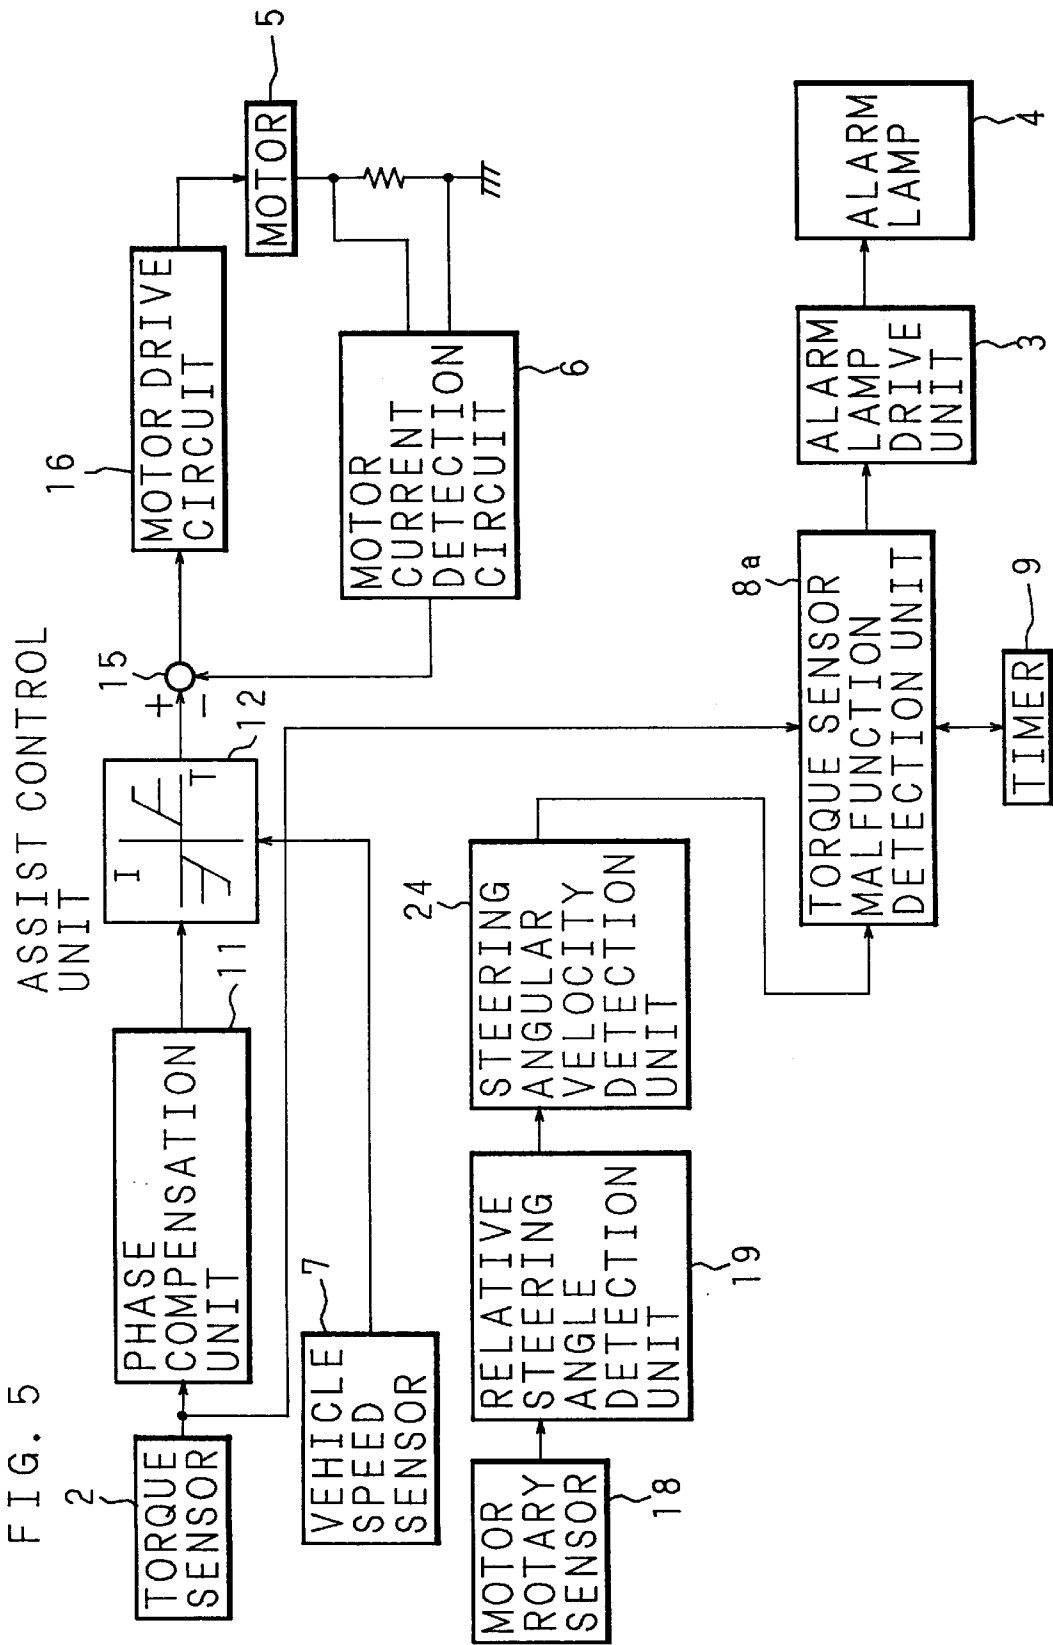 FIG. 5
ASSIST CONTROL
UNIT
2
TORQUE
SENSOR
PHASE
COMPENSATION
UNIT
11
I
T
12
+
-
15
16
MOTOR DRIVE
CIRCUIT
5
MOTOR
MOTOR
CURRENT
DETECTION
CIRCUIT
6
7
VEHICLE
SPEED
SENSOR
MOTOR
ROTARY
SENSOR
18
RELATIVE
STEERING
ANGLE
DETECTION
UNIT
19
24
STEERING
ANGULAR
VELOCITY
DETECTION
UNIT
8a
TORQUE SENSOR
MALFUNCTION
DETECTION UNIT
9
TIMER
ALARM
LAMP
DRIVE
UNIT
3
ALARM
LAMP
4